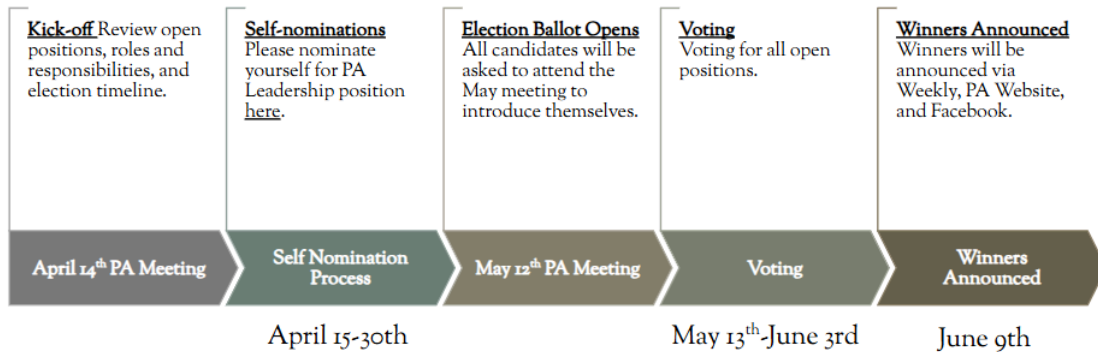 Kick-off Review open
positions, roles and
responsibilities, and
election timeline.
Self-nominations
Please nominate
yourself for PA
Leadership position
here.
Election Ballot Opens
All candidates will be
asked to attend the
May meeting to
introduce themselves.
Voting
Voting for all open
positions.
Winners Announced
Winners will be
announced via
Weekly, PA Website,
and Facebook.
April 14th PA Meeting
Self Nomination
Process
May 12th PA Meeting
Voting
Winners
Announced
April 15-30th
May 13th-June 3rd
June 9th